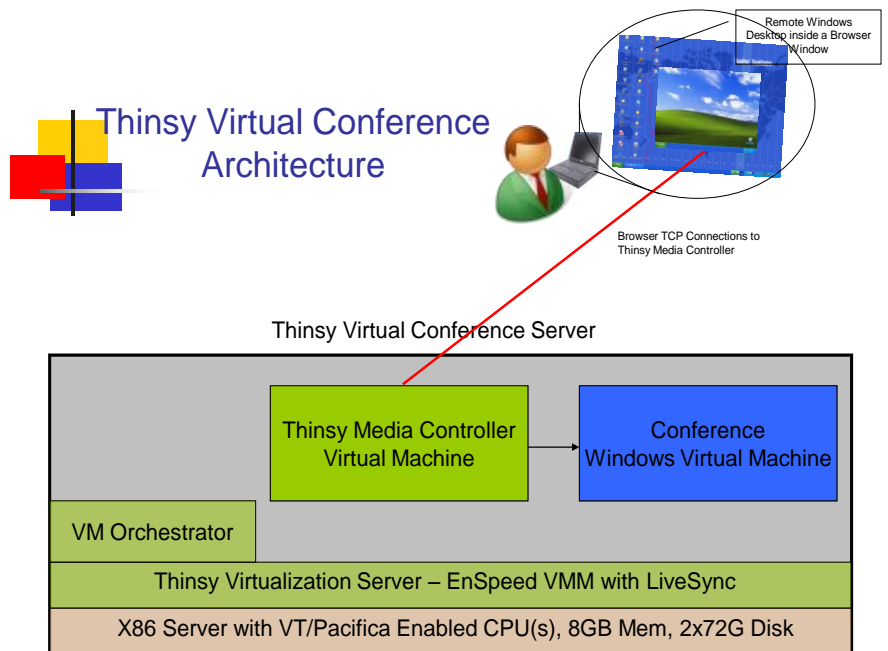 Remote Windows
Desktop inside a Browser
Window
Thinsy Virtual Conference
Architecture
Browser TCP Connections to
Thinsy Media Controller
Thinsy Virtual Conference Server
Thinsy Media Controller
Virtual Machine
Conference
Windows Virtual Machine
VM Orchestrator
Thinsy Virtualization Server – EnSpeed VMM with LiveSync
X86 Server with VT/Pacifica Enabled CPU(s), 8GB Mem, 2x72G Disk